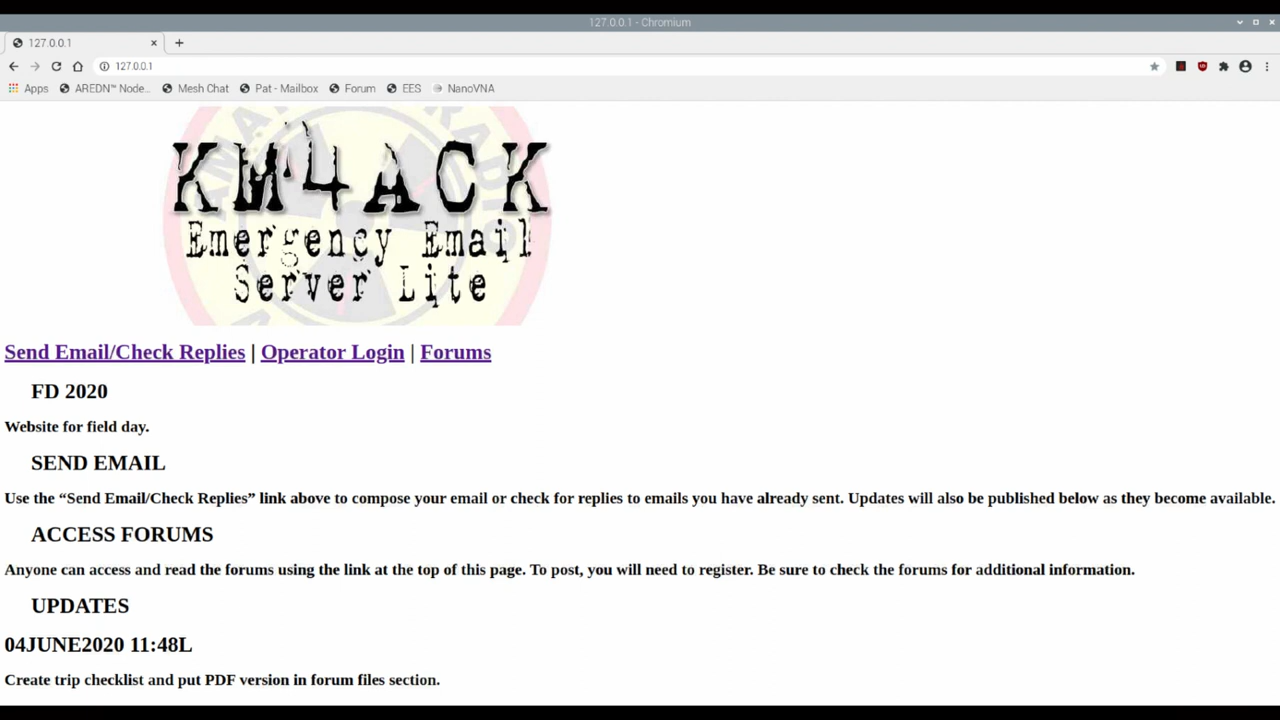 127.0.0.1 - Chromium
127.0.0.1
127.0.0.1
Apps AREDN™ Node... Mesh Chat Pat - Mailbox Forum EES NanoVNA
KM4ACK
Emergency Email
Server Lite
Send Email/Check Replies | Operator Login | Forums
FD 2020
Website for field day.
SEND EMAIL
Use the “Send Email/Check Replies” link above to compose your email or check for replies to emails you have already sent. Updates will also be published below as they become available.
ACCESS FORUMS
Anyone can access and read the forums using the link at the top of this page. To post, you will need to register. Be sure to check the forums for additional information.
UPDATES
04JUNE2020 11:48L
Create trip checklist and put PDF version in forum files section.